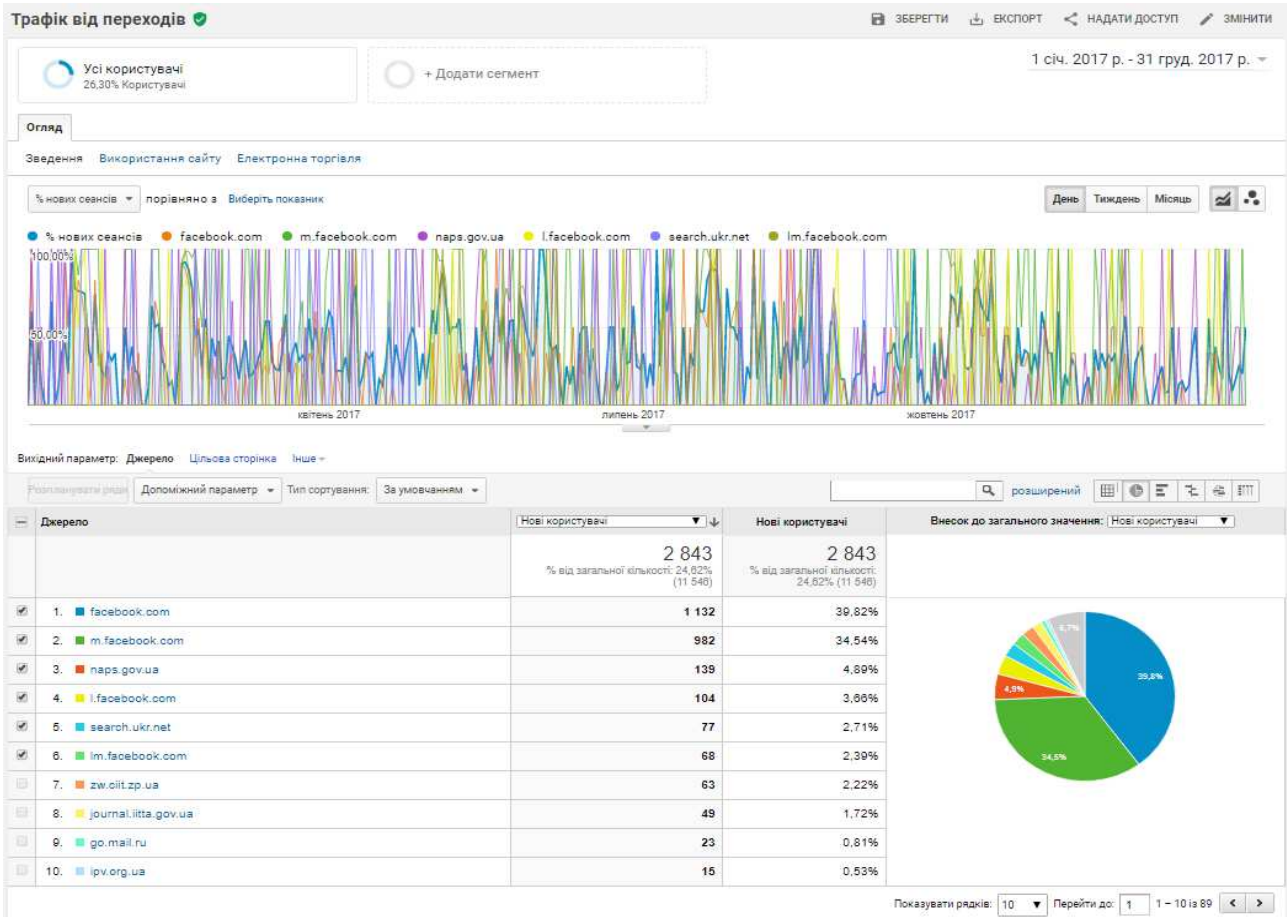 Трафік від переходів
ЗБЕРЕГТИ ЕКСПОРТ НАДАТИ ДОСТУП ЗМІНИТИ
Усі користувачі
26,30% Користувачі
+ Додати сегмент
1 січ. 2017 р. - 31 груд. 2017 р.
Огляд
Зведення Використання сайту Електронна торгівля
% нових сеансів порівняно з Виберіть показник
День Тиждень Місяць
% нових сеансів facebook.com m.facebook.com naps.gov.ua l.facebook.com search.ukr.net lm.facebook.com
100,00%
50,00%
квітень 2017 липень 2017 жовтень 2017
Вихідний параметр: Джерело Цільова сторінка Інше
Розпланувати рядки Допоміжний параметр Тип сортування: За умовчанням розширений
Джерело Нові користувачі Нові користувачі Внесок до загального значення: Нові користувачі
2 843 2 843
% від загальної кількості: 24,62% % від загальної кількості:
(11 546) 24,62% (11 546)
1. facebook.com 1 132 39,82%
2. m.facebook.com 982 34,54%
3. naps.gov.ua 139 4,89%
4. l.facebook.com 104 3,66%
5. search.ukr.net 77 2,71%
6. lm.facebook.com 68 2,39%
7. zw.ciit.zp.ua 63 2,22%
8. journal.iitta.gov.ua 49 1,72%
9. go.mail.ru 23 0,81%
10. ipv.org.ua 15 0,53%
6,7%
39,8%
4,9%
34,5%
Показувати рядків: 10 Перейти до: 1 1 – 10 із 89